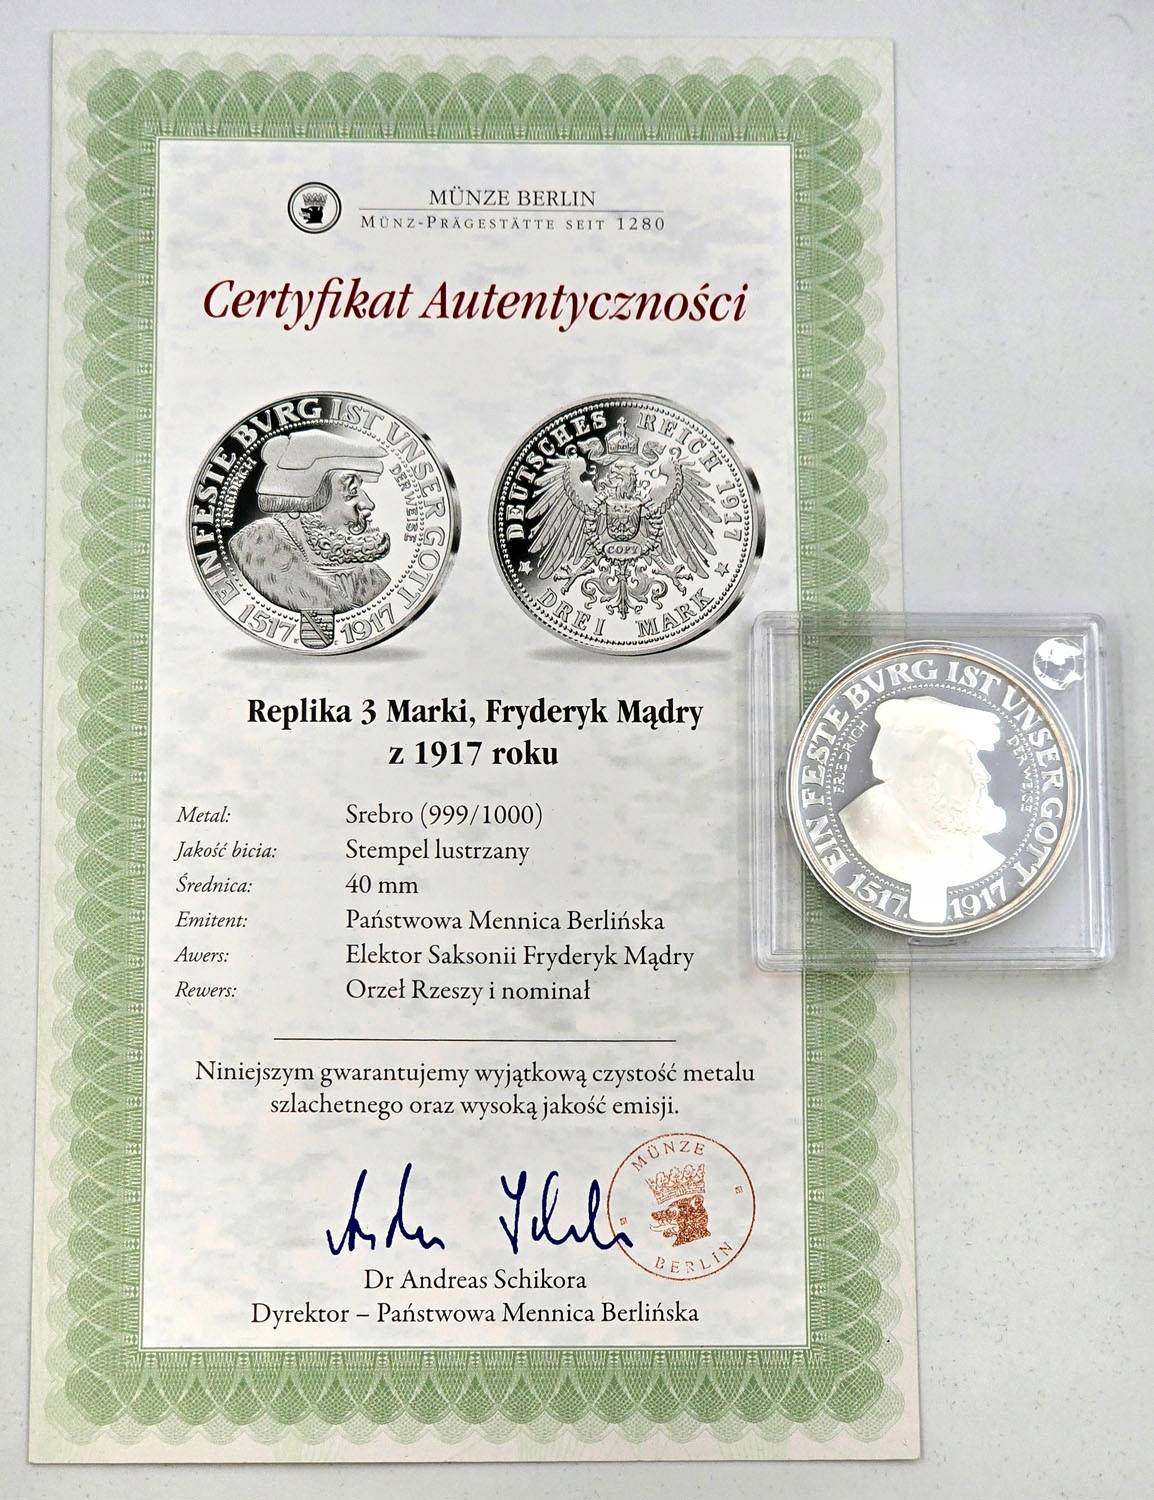 MÜNZE BERLIN
MÜNZ-PRÄGESTÄTTE SEIT 1280
Certyfikat Autentyczności
EIN FESTE BVRG IST VNSER GOTT
FRIEDRICH
DER WEISE
1517 1917
DEUTSCHES REICH 1917
COPY
DREI MARK
Replika 3 Marki, Fryderyk Mądry
z 1917 roku
Metal: Srebro (999/1000)
Jakość bicia: Stempel lustrzany
Średnica: 40 mm
Emitent: Państwowa Mennica Berlińska
Awers: Elektor Saksonii Fryderyk Mądry
Rewers: Orzeł Rzeszy i nominał
EIN FESTE BVRG IST VNSER GOTT
FRIEDRICH
DER WEISE
1517 1917
Niniejszym gwarantujemy wyjątkową czystość metalu
szlachetnego oraz wysoką jakość emisji.
MÜNZE
BERLIN
Dr Andreas Schikora
Dyrektor – Państwowa Mennica Berlińska